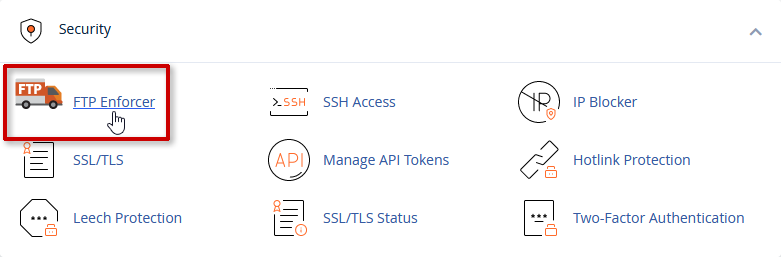 Security
FTP
FTP Enforcer
SSH
SSH Access
IP
IP Blocker
SSL/TLS
API
Manage API Tokens
Hotlink Protection
Leech Protection
SSL/TLS Status
Two-Factor Authentication